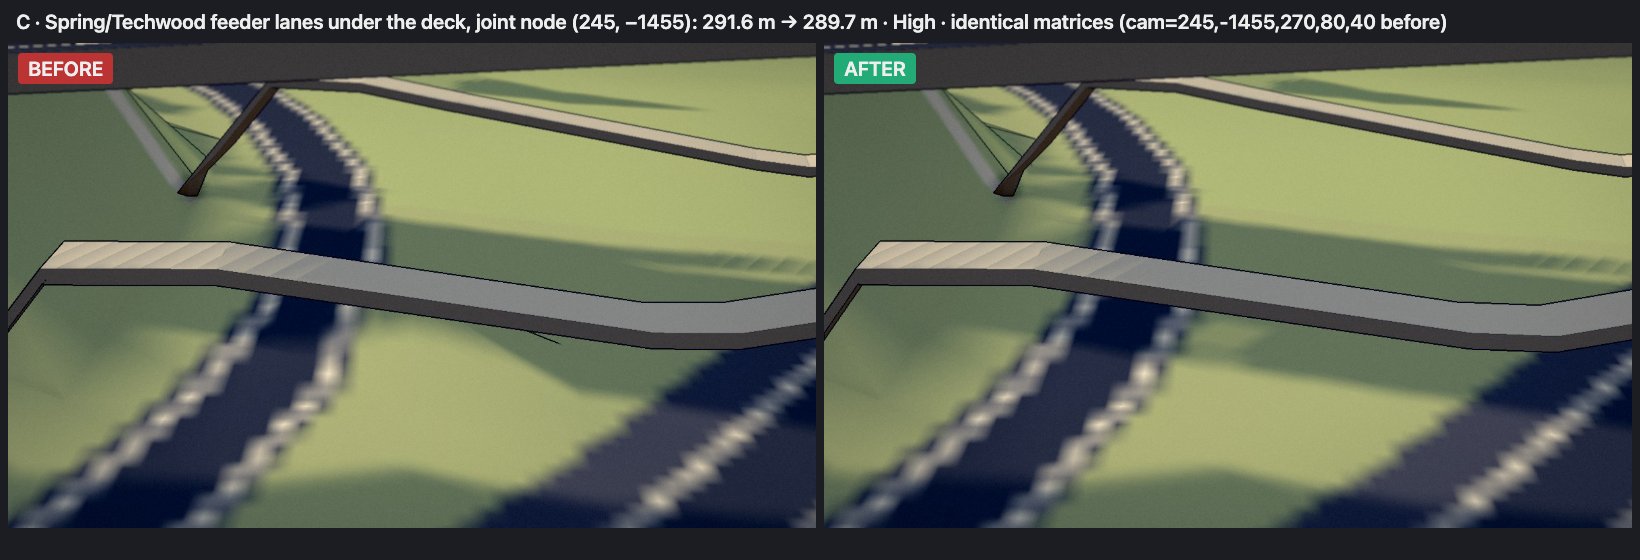 C · Spring/Techwood feeder lanes under the deck, joint node (245, −1455): 291.6 m → 289.7 m · High · identical matrices (cam=245,-1455,270,80,40 before)
BEFORE
AFTER